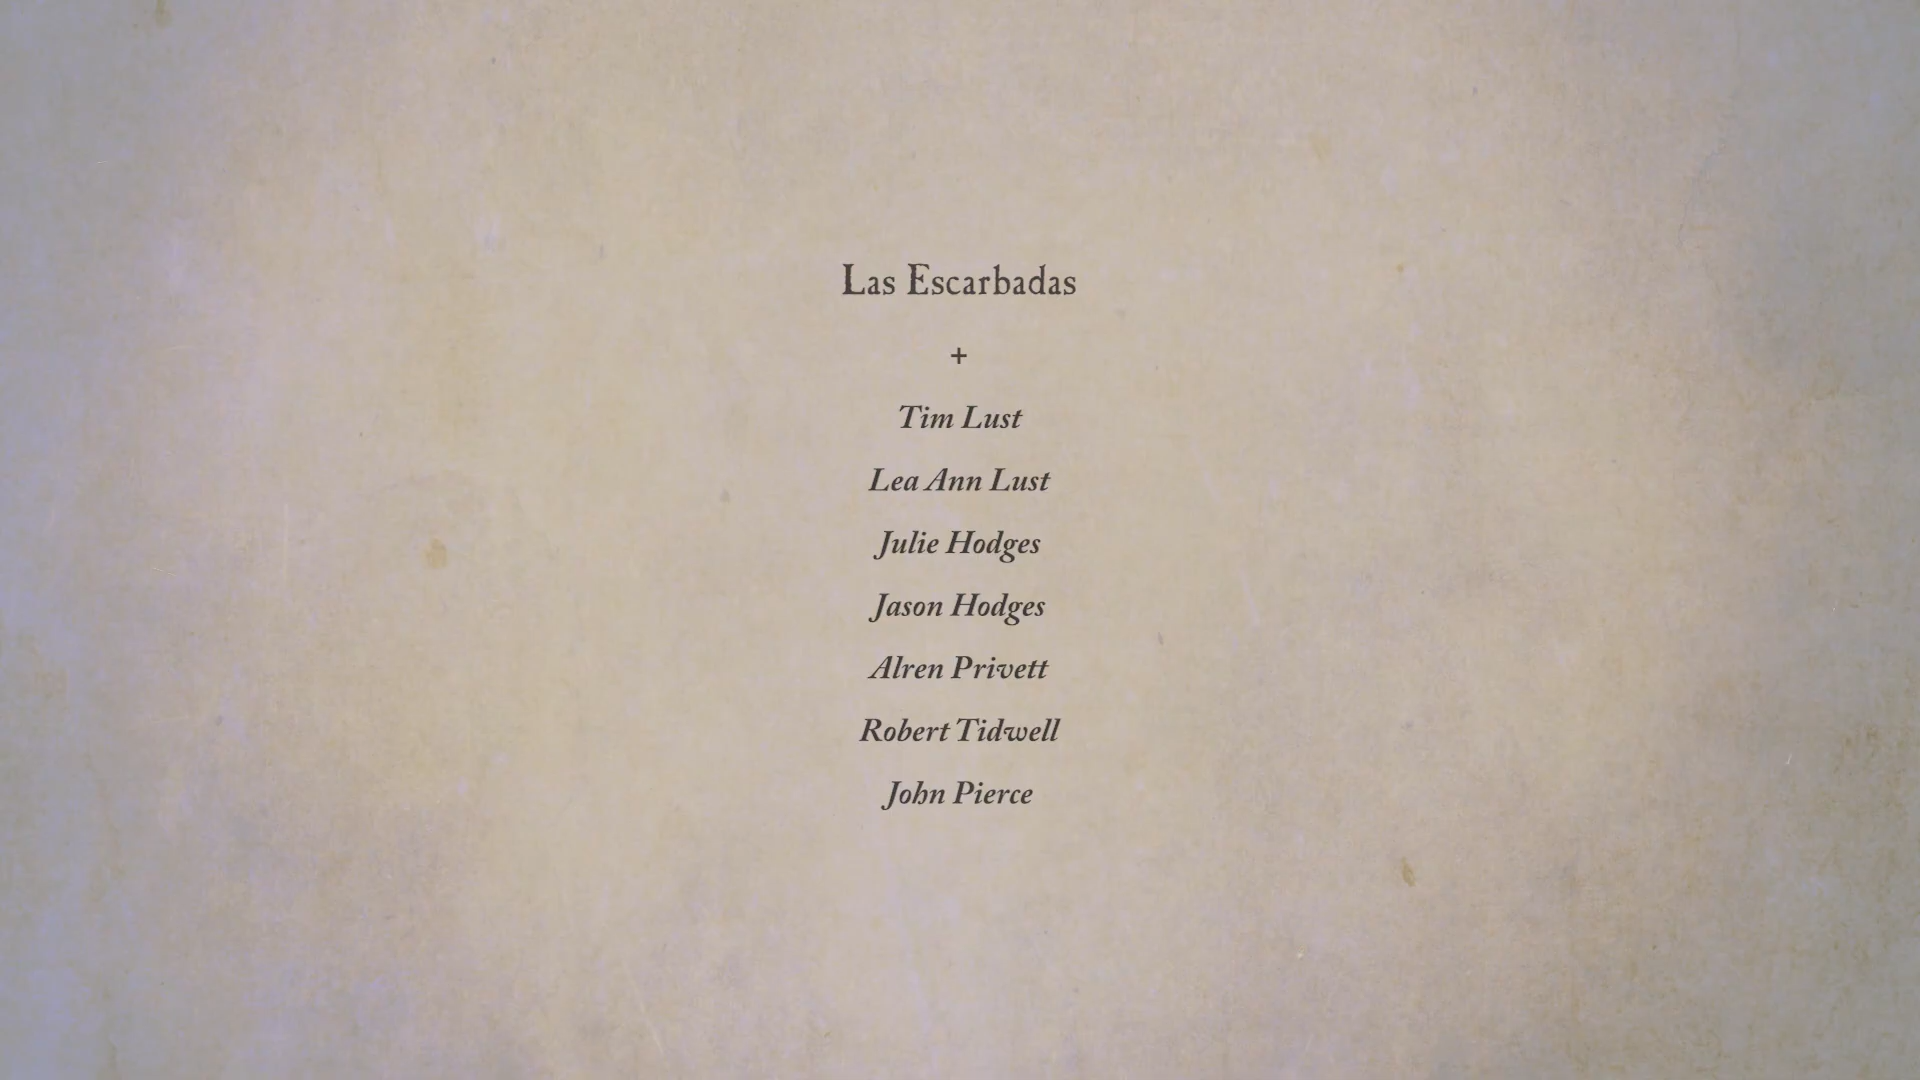 Las Escarbadas
+
Tim Lust
Lea Ann Lust
Julie Hodges
Jason Hodges
Alren Privett
Robert Tidwell
John Pierce